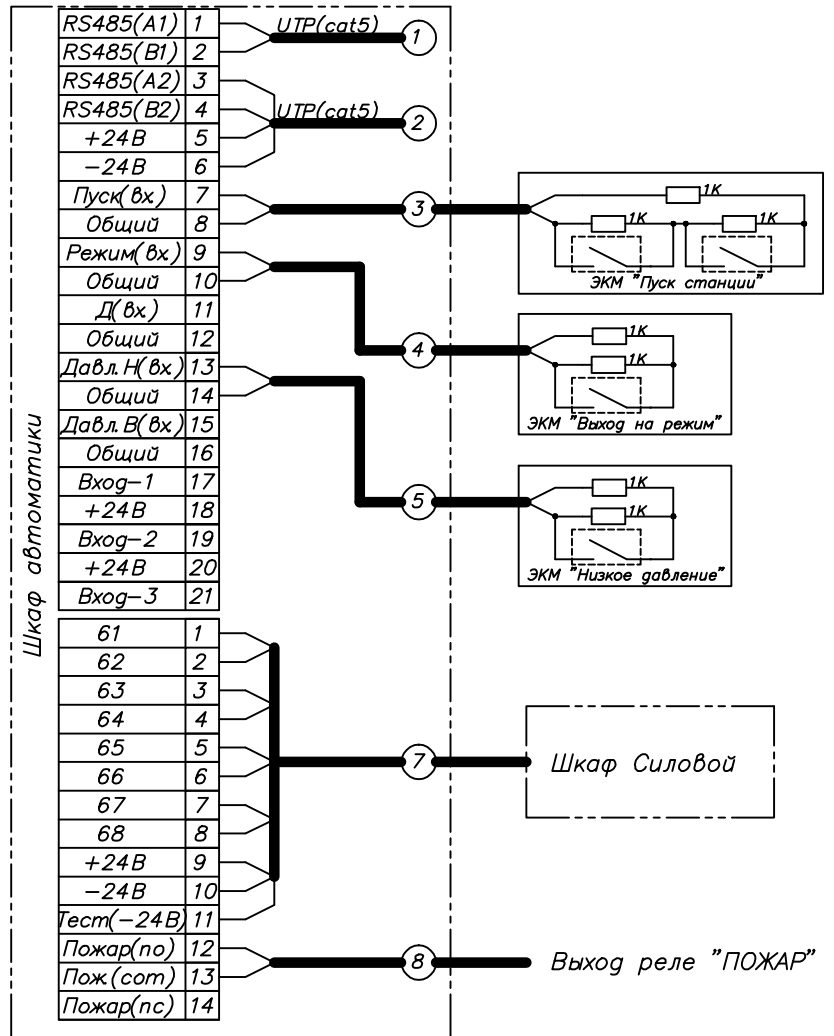 Шкаф автоматики
RS485(A1) 1
RS485(B1) 2
RS485(A2) 3
RS485(B2) 4
+24В 5
-24В 6
Пуск(вх.) 7
Общий 8
Режим(вх.) 9
Общий 10
Д(вх.) 11
Общий 12
Давл.Н(вх.) 13
Общий 14
Давл.В(вх.) 15
Общий 16
Вход-1 17
+24В 18
Вход-2 19
+24В 20
Вход-3 21
61 1
62 2
63 3
64 4
65 5
66 6
67 7
68 8
+24В 9
-24В 10
Тест(-24В) 11
Пожар(по) 12
Пож.(com) 13
Пожар(пс) 14
UTP(cat5) 1
UTP(cat5) 2
3
1К
1К 1К
ЭКМ "Пуск станции"
4
1К
1К
ЭКМ "Выход на режим"
5
1К
1К
ЭКМ "Низкое давление"
7 Шкаф Силовой
8 Выход реле "ПОЖАР"